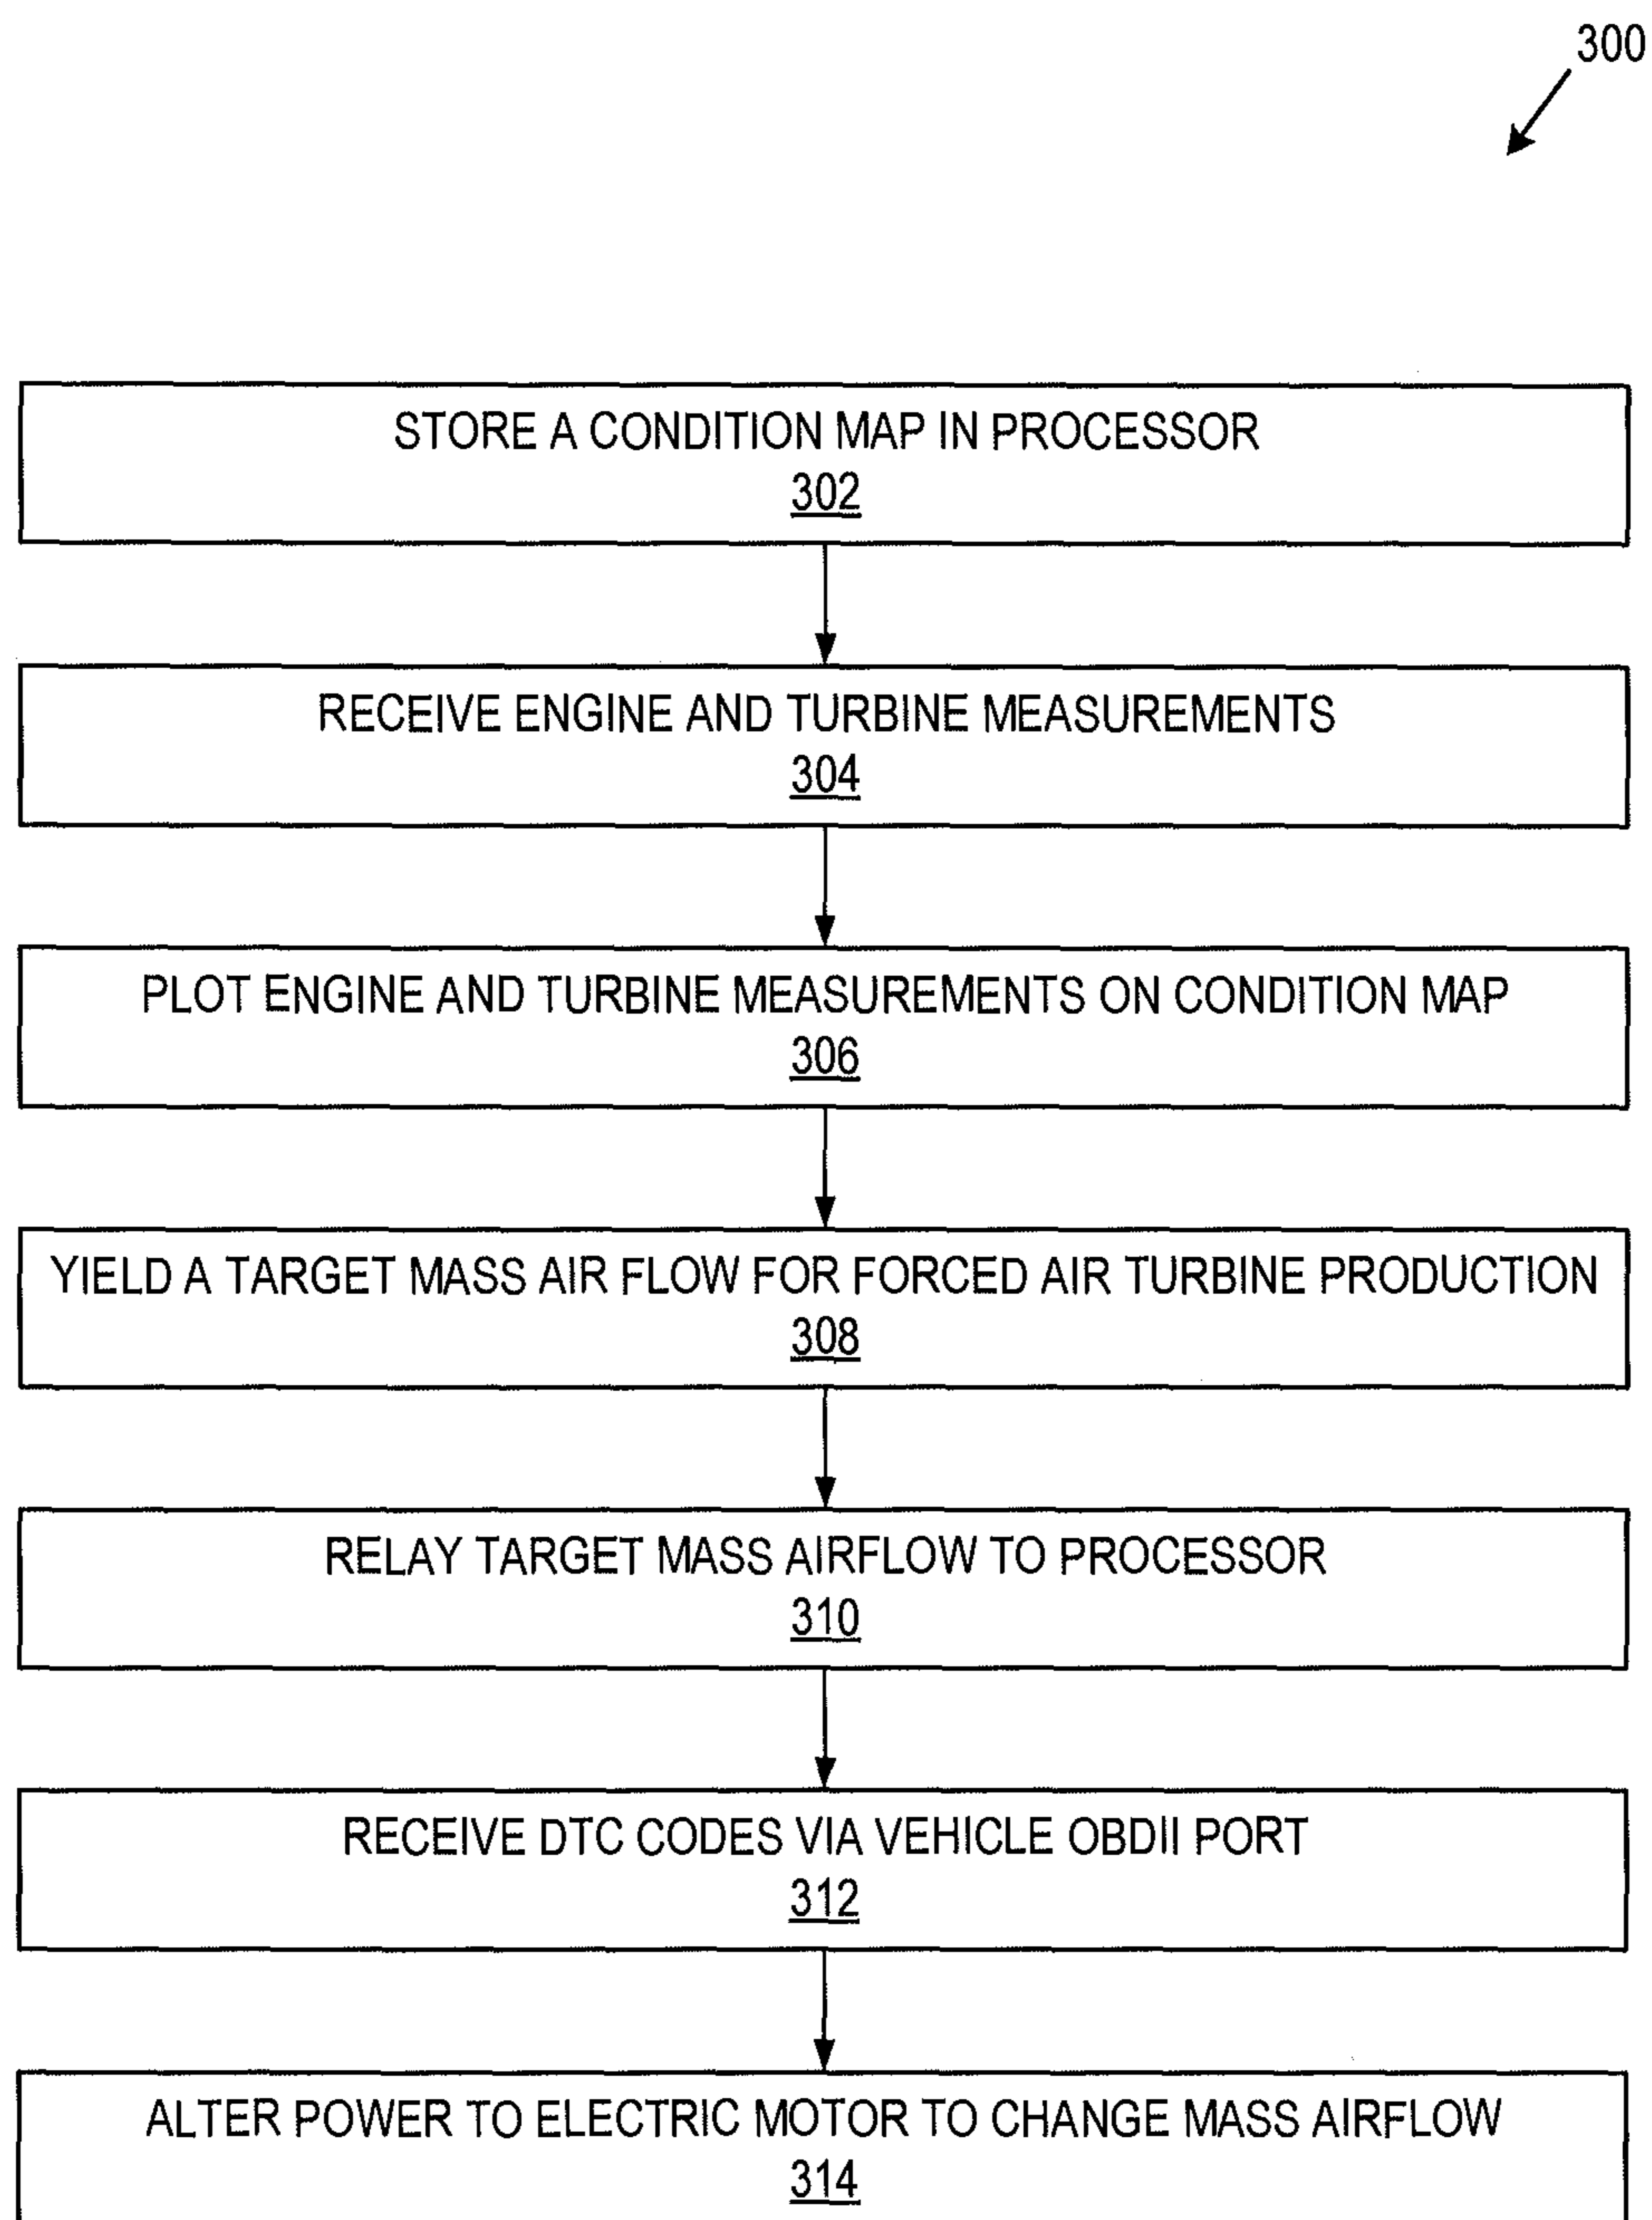 300
STORE A CONDITION MAP IN PROCESSOR
302
RECEIVE ENGINE AND TURBINE MEASUREMENTS
304
PLOT ENGINE AND TURBINE MEASUREMENTS ON CONDITION MAP
306
YIELD A TARGET MASS AIR FLOW FOR FORCED AIR TURBINE PRODUCTION
308
RELAY TARGET MASS AIRFLOW TO PROCESSOR
310
RECEIVE DTC CODES VIA VEHICLE OBDII PORT
312
ALTER POWER TO ELECTRIC MOTOR TO CHANGE MASS AIRFLOW
314